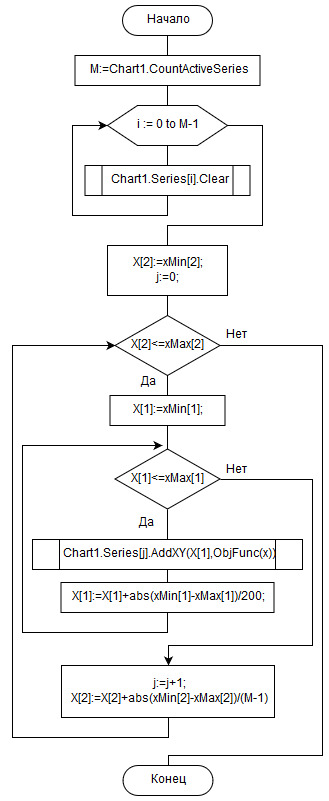 Начало
M:=Chart1.CountActiveSeries
i := 0 to M-1
Chart1.Series[i].Clear
X[2]:=xMin[2];
j:=0;
X[2]<=xMax[2]
Нет
Да
X[1]:=xMin[1];
X[1]<=xMax[1]
Нет
Да
Chart1.Series[j].AddXY(X[1],ObjFunc(x))
X[1]:=X[1]+abs(xMin[1]-xMax[1])/200;
j:=j+1;
X[2]:=X[2]+abs(xMin[2]-xMax[2])/(M-1)
Конец